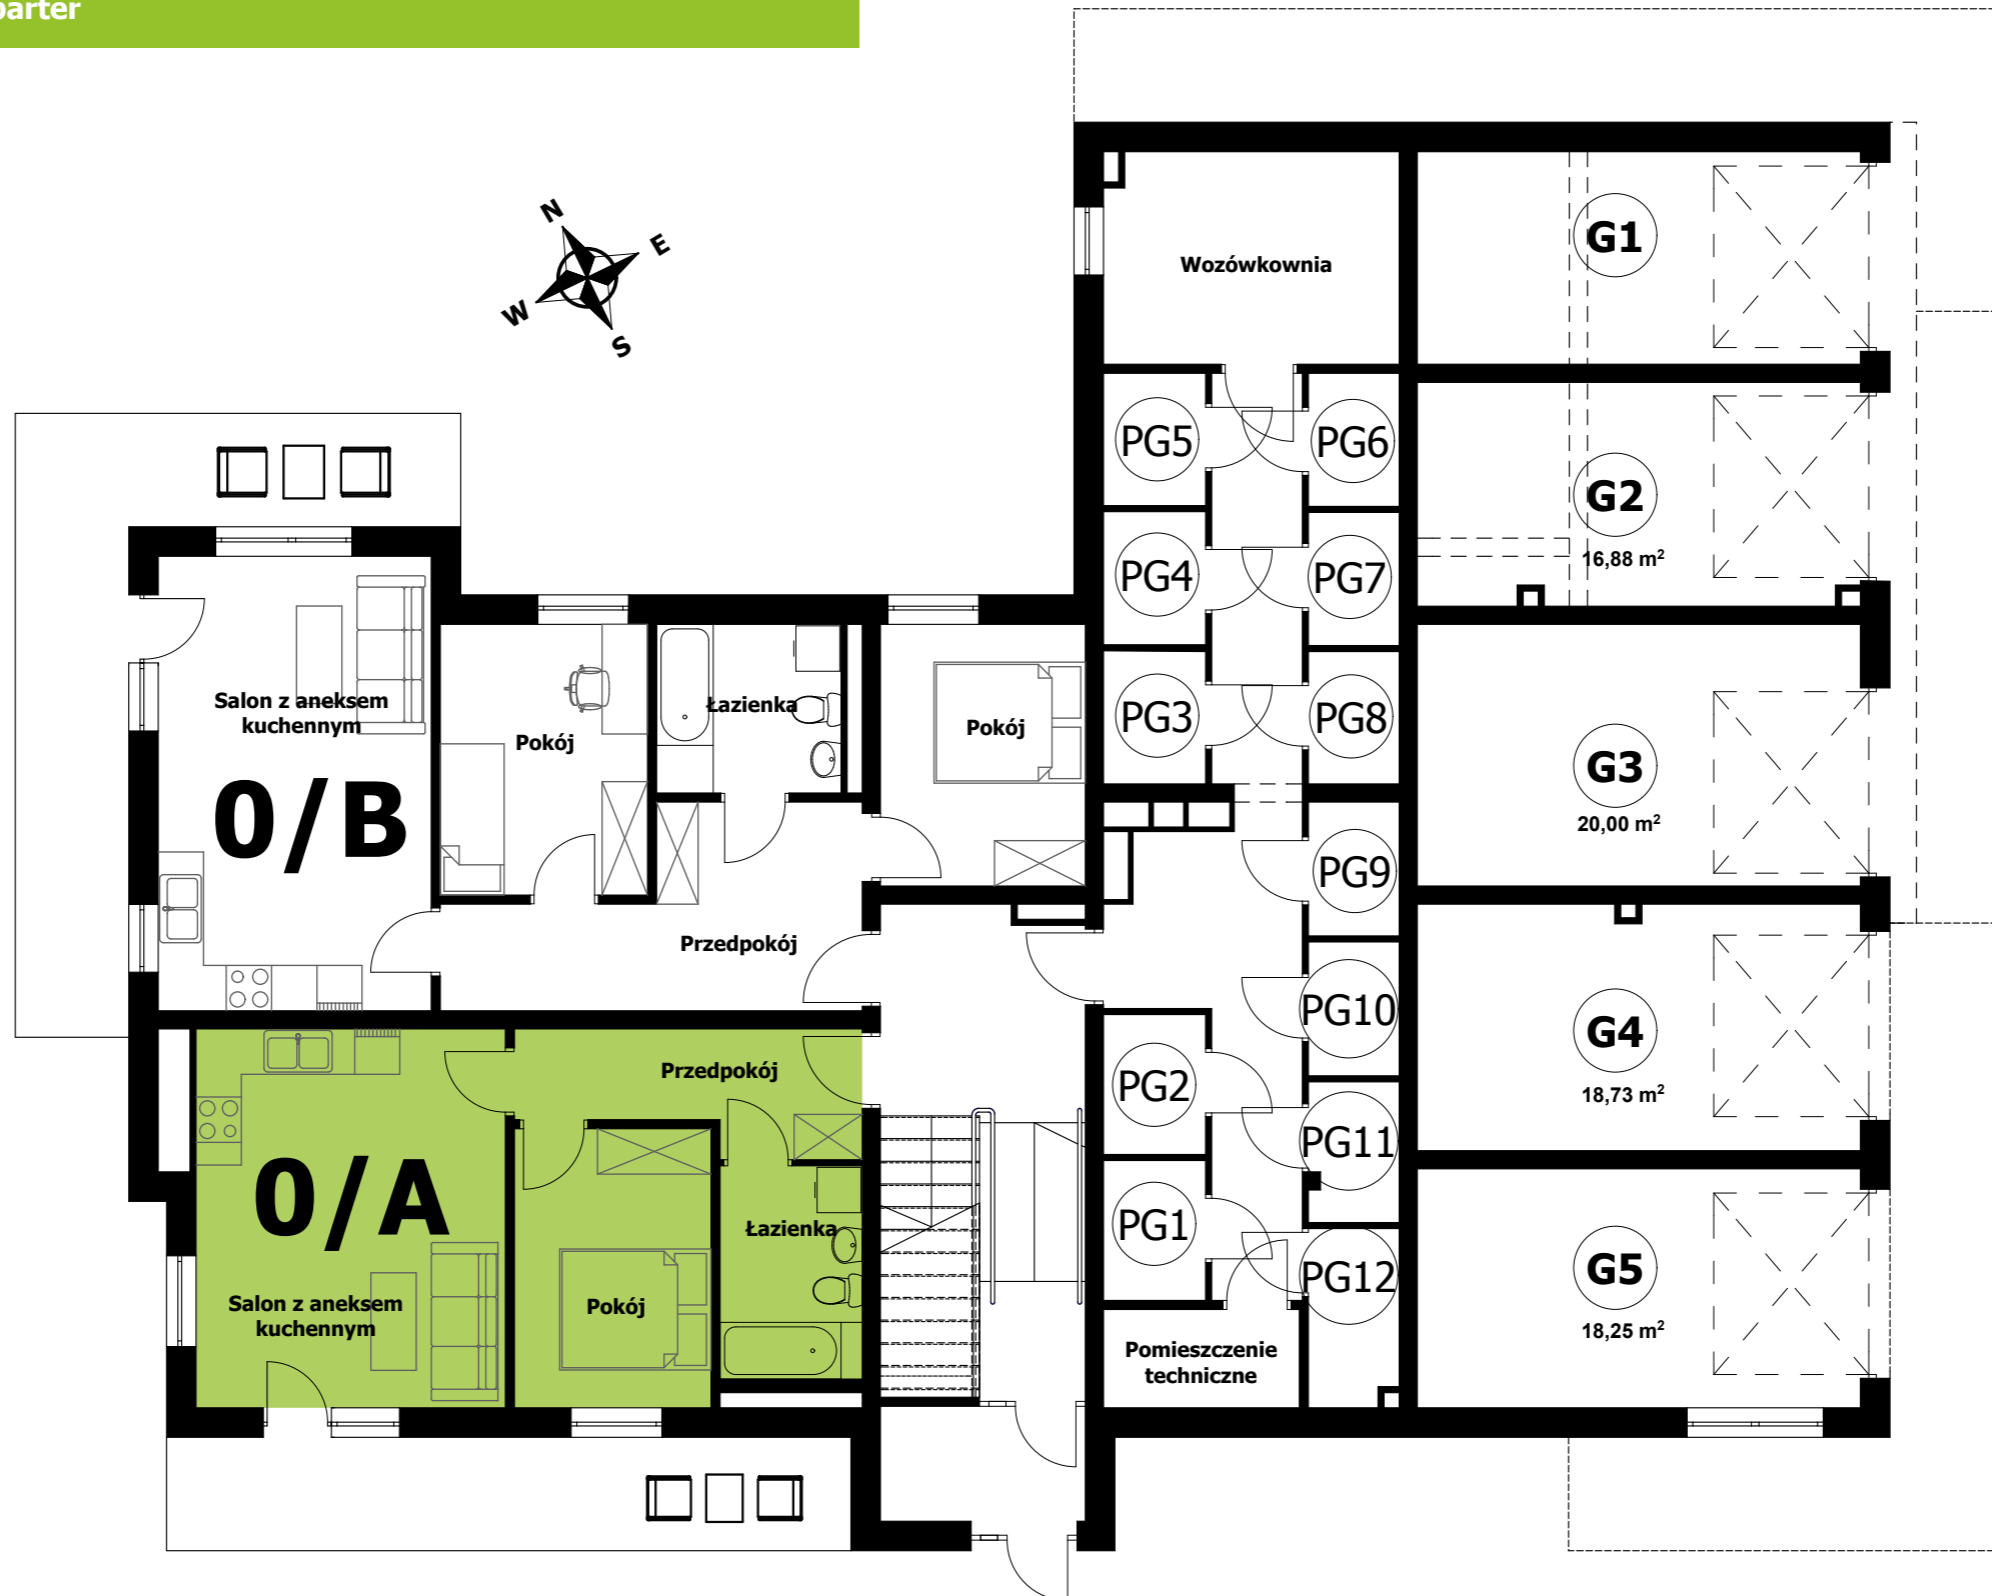 parter
N
E
W
S
Wozówkownia
G1
PG5
PG6
G2
16,88 m²
PG4
PG7
Salon z aneksem
kuchennym
0/B
Pokój
Łazienka
Pokój
PG3
PG8
G3
20,00 m²
PG9
Przedpokój
PG10
G4
18,73 m²
Przedpokój
PG2
PG11
0/A
Łazienka
PG1
PG12
G5
18,25 m²
Salon z aneksem
kuchennym
Pokój
Pomieszczenie
techniczne